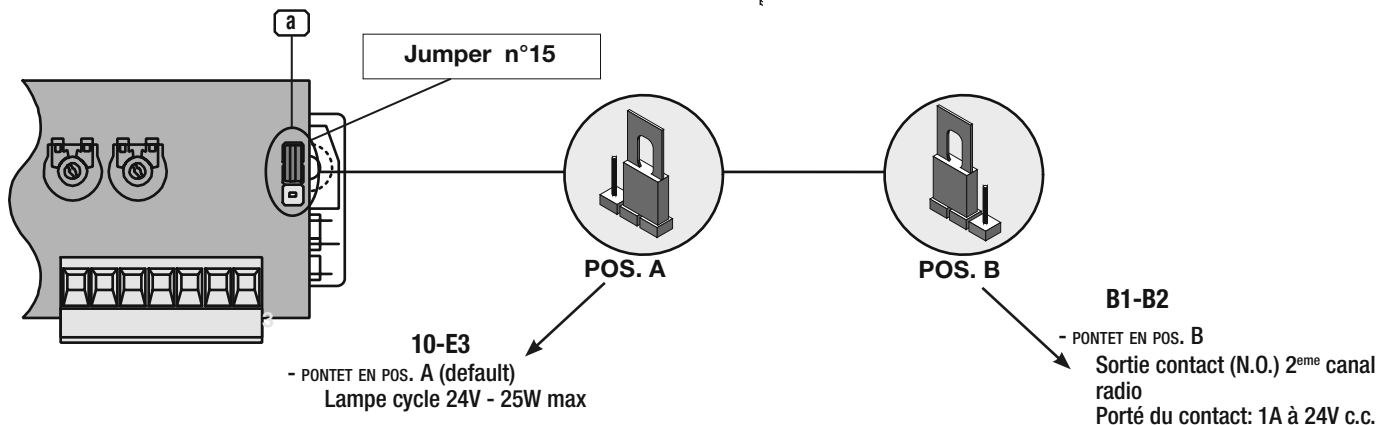 a
Jumper n°15
POS. A
POS. B
3
10-E3
- PONTET EN POS. A (default)
Lampe cycle 24V - 25W max
B1-B2
- PONTET EN POS. B
Sortie contact (N.O.) 2eme canal
radio
Porté du contact: 1A à 24V c.c.